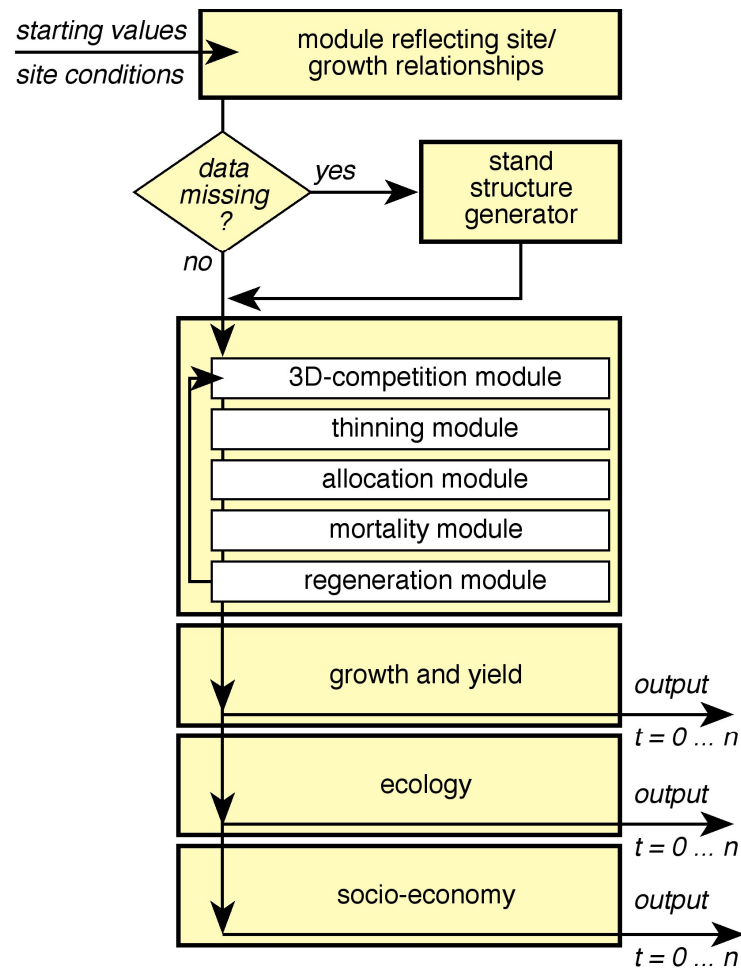 starting values
site conditions
module reflecting site/
growth relationships
data
missing
?
yes
no
stand
structure
generator
3D-competition module
thinning module
allocation module
mortality module
regeneration module
growth and yield
output
t = 0 ... n
ecology
output
t = 0 ... n
socio-economy
output
t = 0 ... n